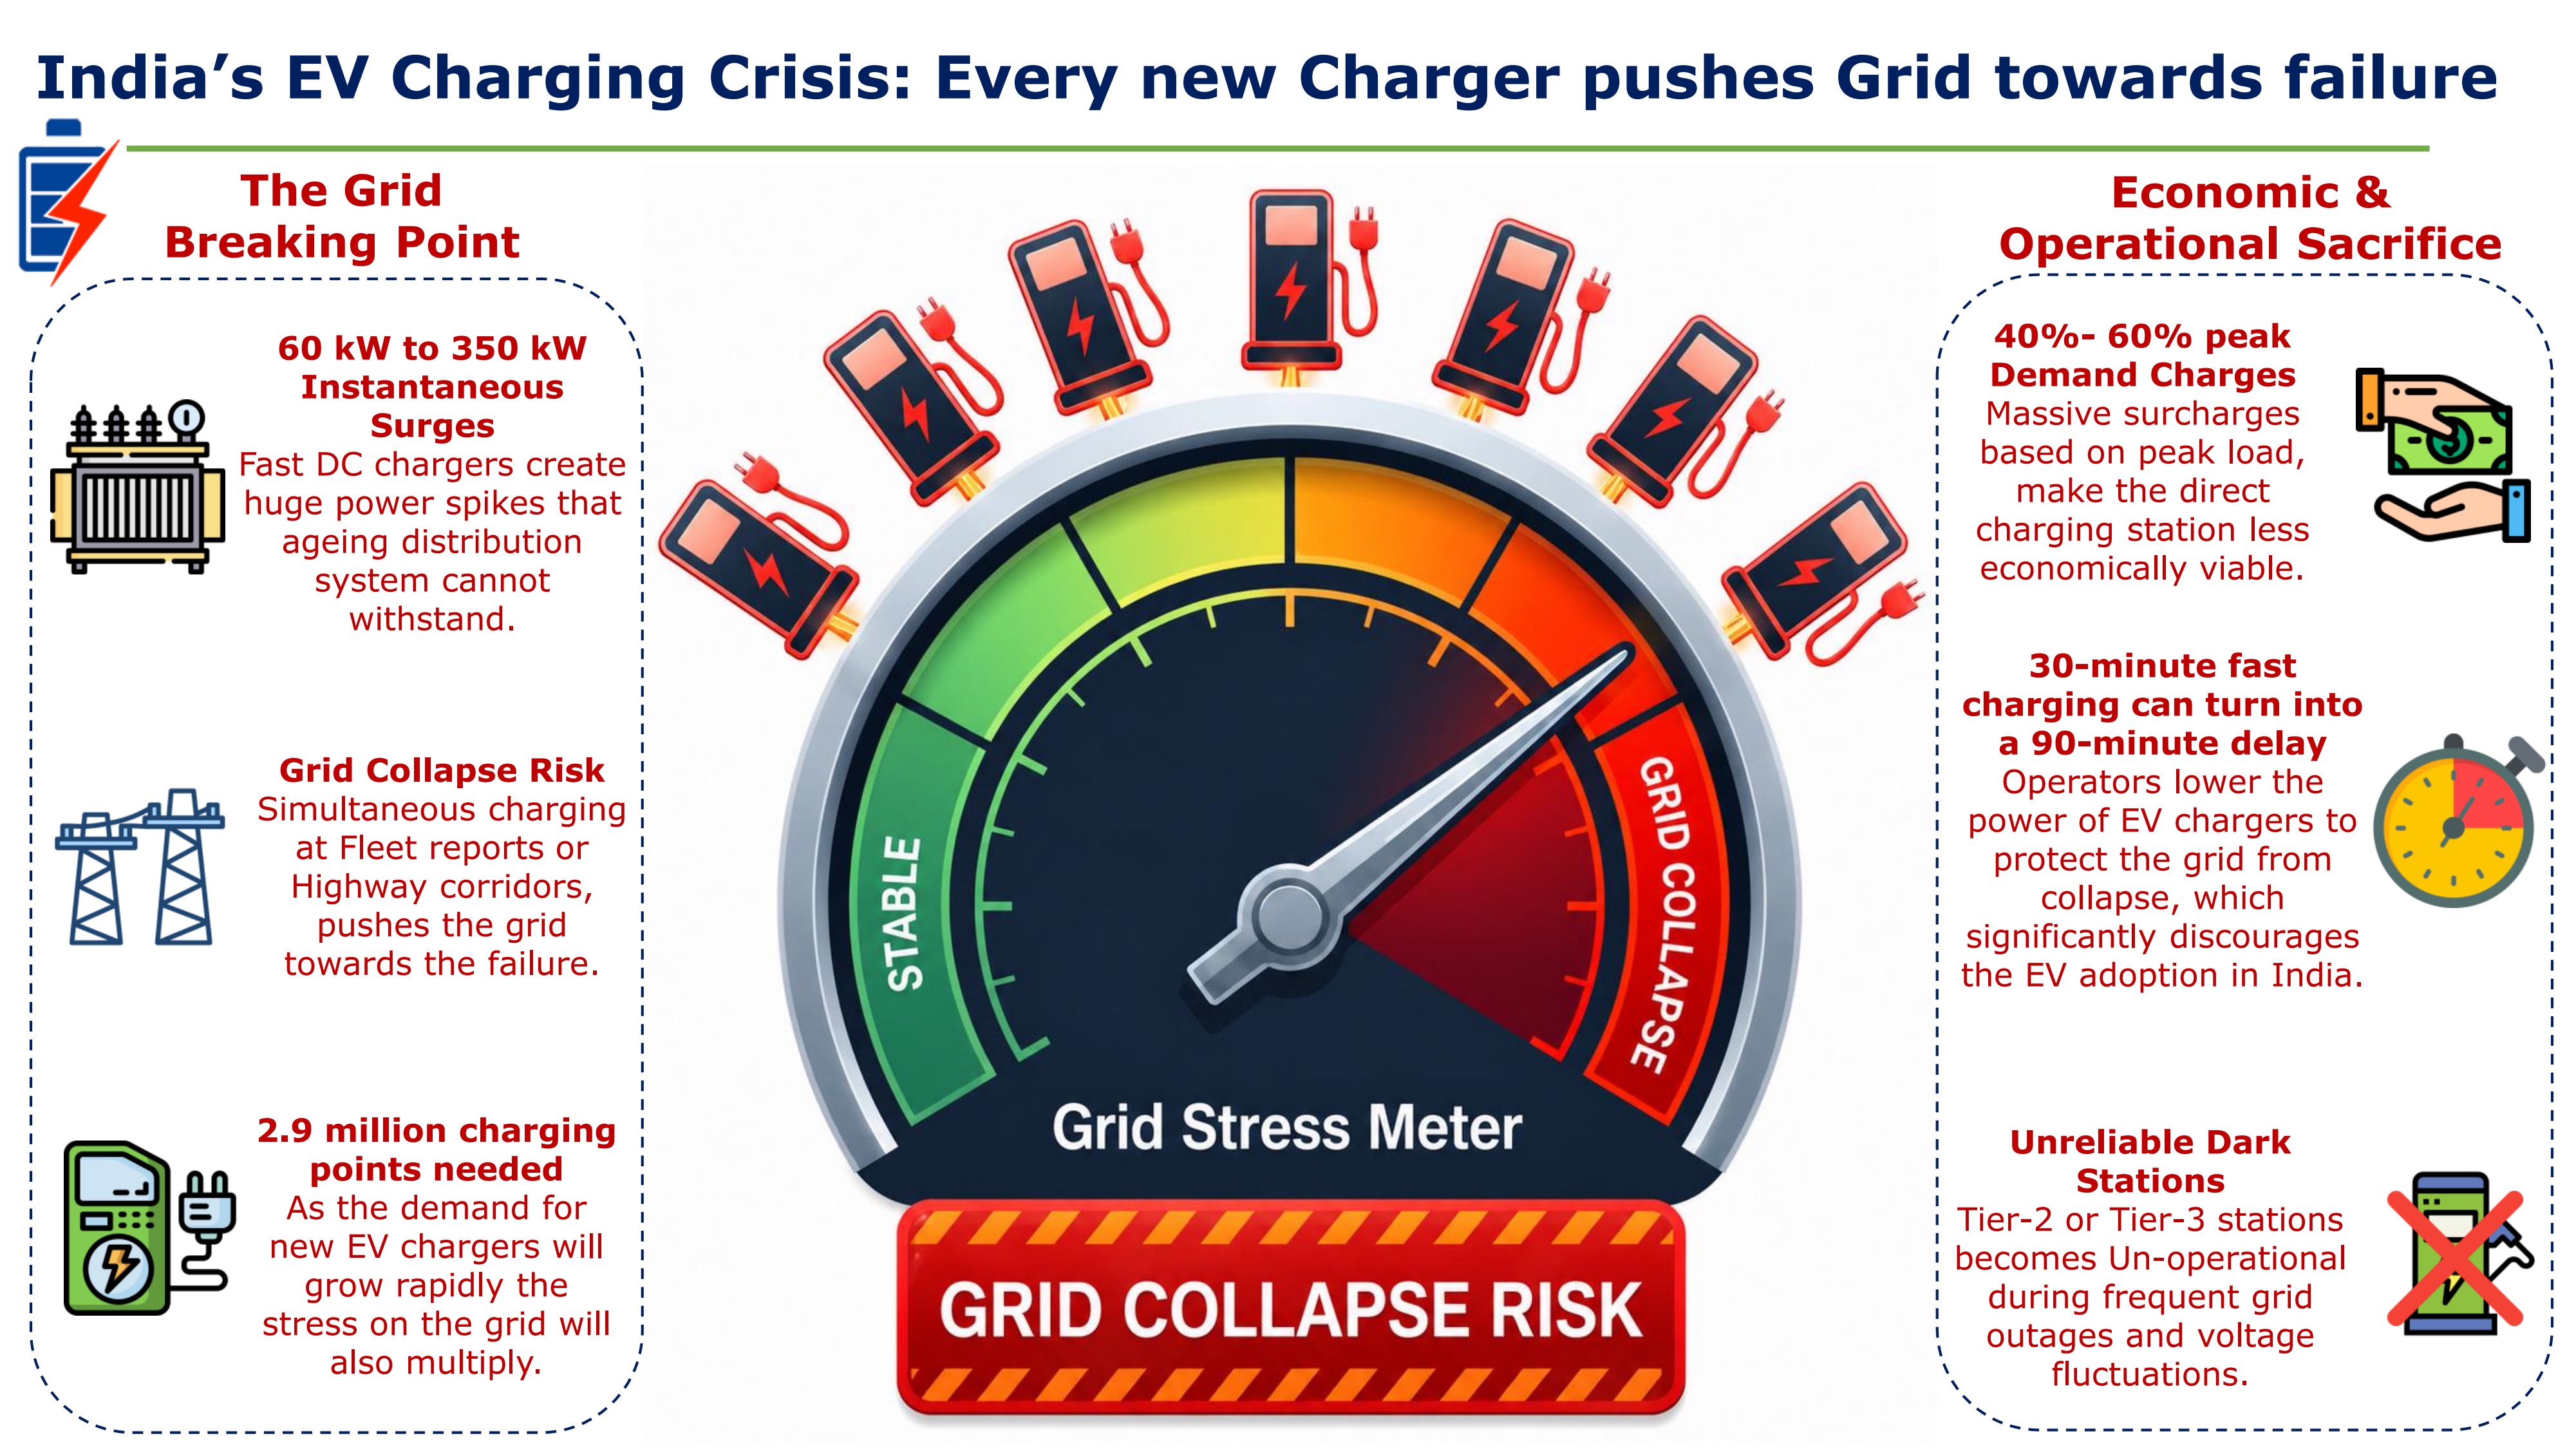 India’s EV Charging Crisis: Every new Charger pushes Grid towards failure
The Grid
Breaking Point
60 kW to 350 kW
Instantaneous
Surges
Fast DC chargers create
huge power spikes that
ageing distribution
system cannot
withstand.
Grid Collapse Risk
Simultaneous charging
at Fleet reports or
Highway corridors,
pushes the grid
towards the failure.
2.9 million charging
points needed
As the demand for
new EV chargers will
grow rapidly the
stress on the grid will
also multiply.
STABLE
GRID COLLAPSE
Grid Stress Meter
GRID COLLAPSE RISK
Economic &
Operational Sacrifice
40%- 60% peak
Demand Charges
Massive surcharges
based on peak load,
make the direct
charging station less
economically viable.
30-minute fast
charging can turn into
a 90-minute delay
Operators lower the
power of EV chargers to
protect the grid from
collapse, which
significantly discourages
the EV adoption in India.
Unreliable Dark
Stations
Tier-2 or Tier-3 stations
becomes Un-operational
during frequent grid
outages and voltage
fluctuations.